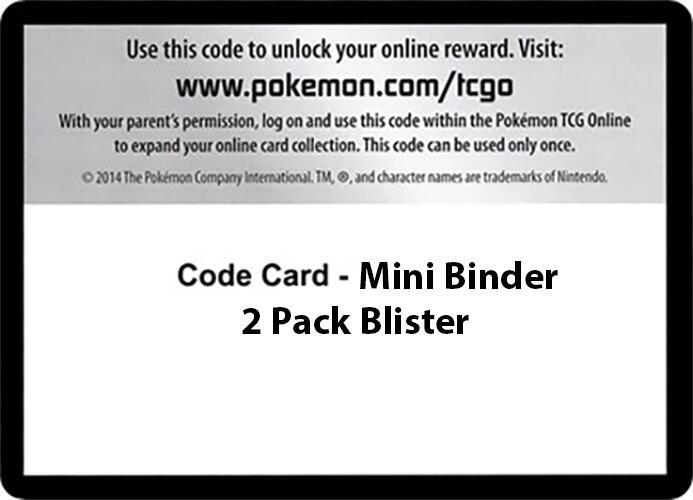 Use this code to unlock your online reward. Visit:
www.pokemon.com/tcgo
With your parent's permission, log on and use this code within the Pokémon TCG Online
to expand your online card collection. This code can be used only once.
© 2014 The Pokémon Company International. TM, ®, and character names are trademarks of Nintendo.
Code Card - Mini Binder
2 Pack Blister